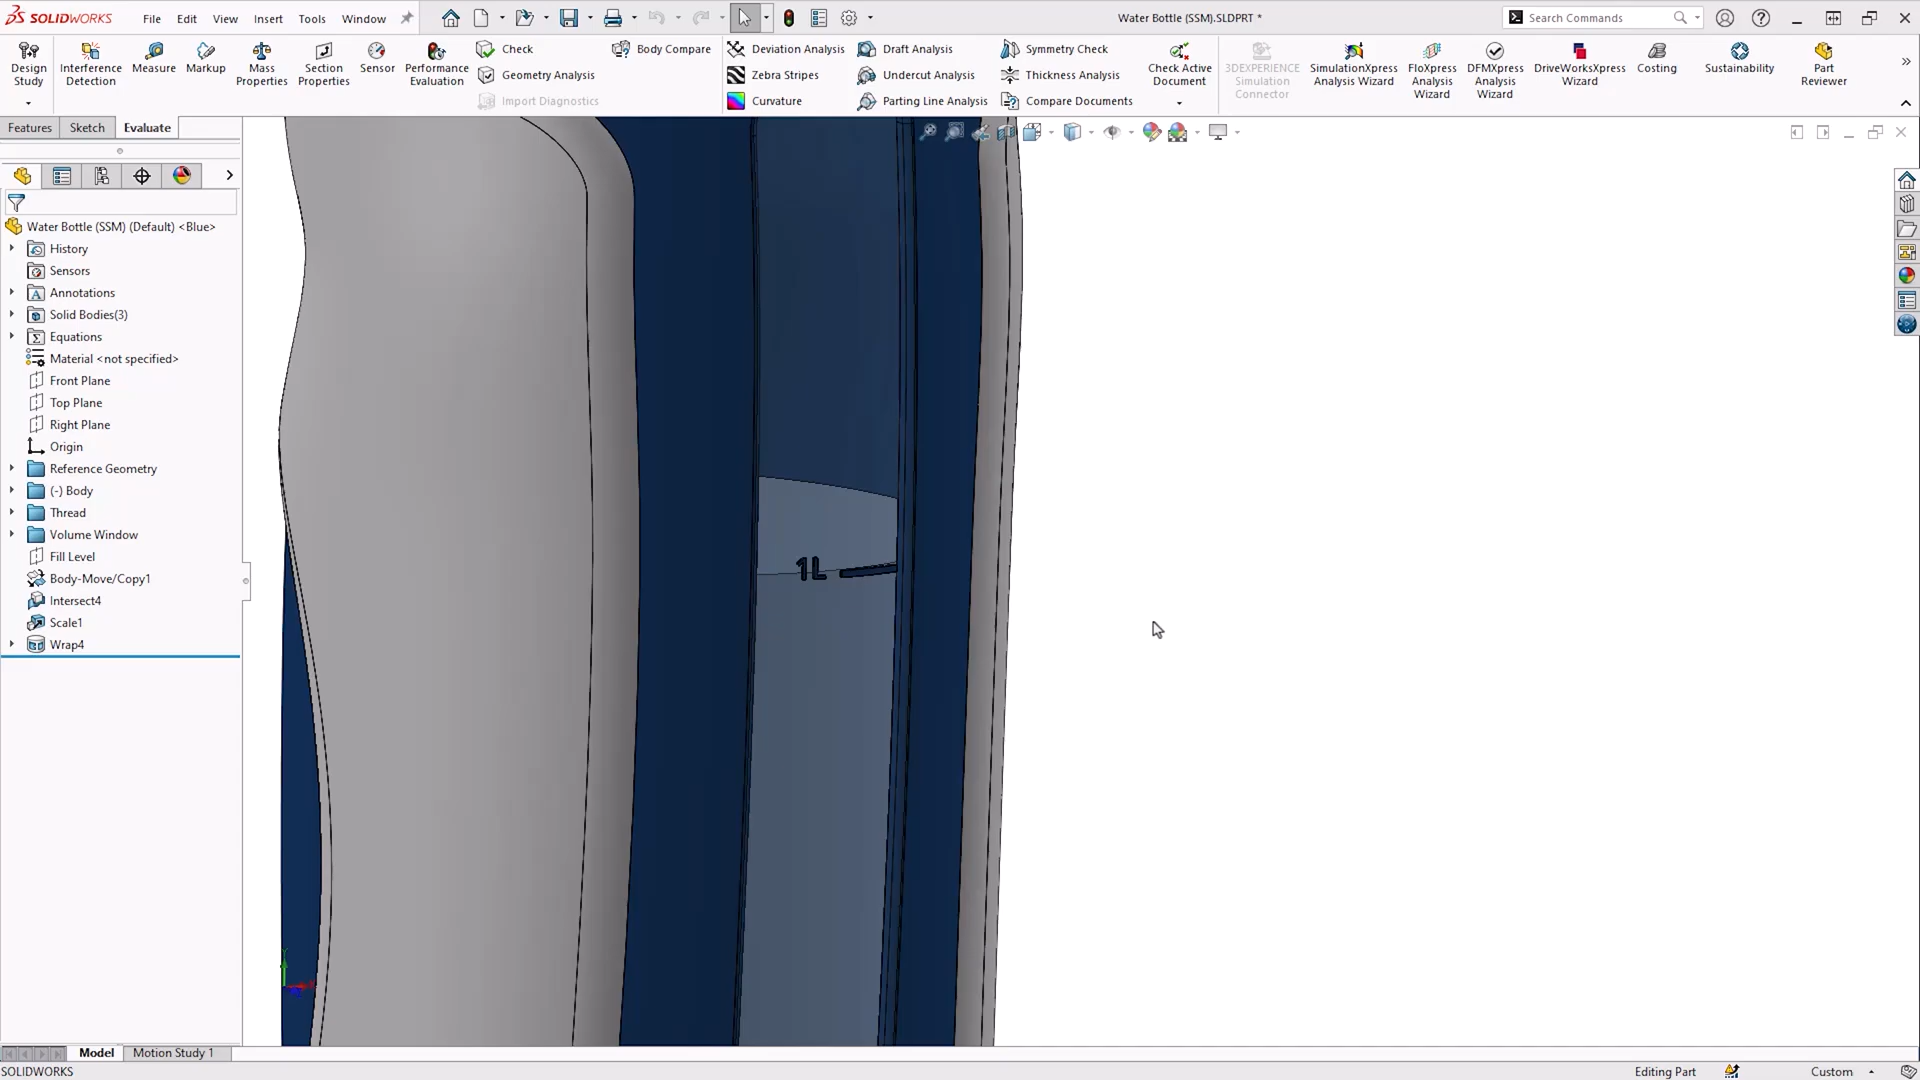 SOLIDWORKS File Edit View Insert Tools Window Water Bottle (SSM).SLDPRT * Search Commands
Design Study
Interference Detection
Measure
Markup
Mass Properties
Section Properties
Sensor
Performance Evaluation
Check
Geometry Analysis
Import Diagnostics
Body Compare
Deviation Analysis
Zebra Stripes
Curvature
Draft Analysis
Undercut Analysis
Parting Line Analysis
Symmetry Check
Thickness Analysis
Compare Documents
Check Active Document
3DEXPERIENCE Simulation Connector
SimulationXpress Analysis Wizard
FloXpress Analysis Wizard
DFMXpress Analysis Wizard
DriveWorksXpress Wizard
Costing
Sustainability
Part Reviewer
Features Sketch Evaluate
Water Bottle (SSM) (Default) <Blue>
History
Sensors
Annotations
Solid Bodies(3)
Equations
Material <not specified>
Front Plane
Top Plane
Right Plane
Origin
Reference Geometry
(-) Body
Thread
Volume Window
Fill Level
Body-Move/Copy1
Intersect4
Scale1
Wrap4
1L
Model Motion Study 1
SOLIDWORKS Editing Part Custom